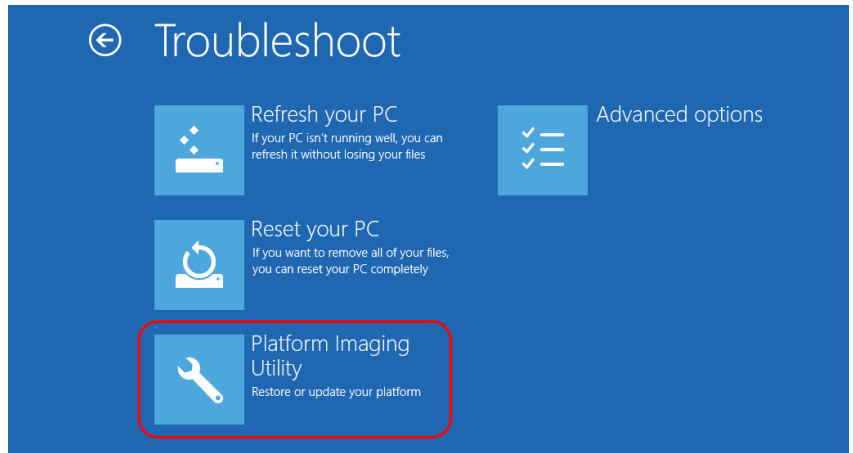 Troubleshoot
Refresh your PC
If your PC isn't running well, you can
refresh it without losing your files
Reset your PC
If you want to remove all of your files,
you can reset your PC completely
Platform Imaging
Utility
Restore or update your platform
Advanced options